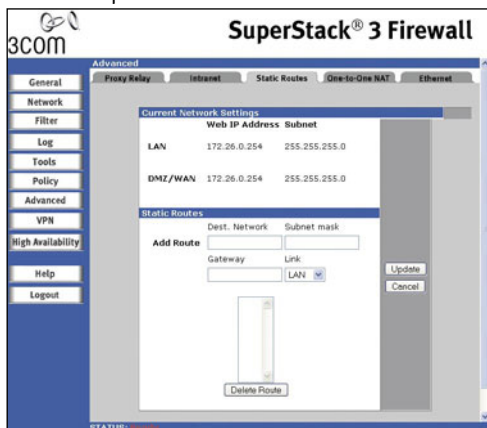 3COM
SuperStack® 3 Firewall
Advanced
Proxy Relay Intranet Static Routes One-to-One NAT Ethernet
General
Network
Filter
Log
Tools
Policy
Advanced
VPN
High Availability
Help
Logout
Current Network Settings
Web IP Address Subnet
LAN 172.26.0.254 255.255.255.0
DMZ/WAN 172.26.0.254 255.255.255.0
Static Routes
Dest. Network Subnet mask
Add Route
Gateway Link
LAN
Update
Cancel
Delete Route
STATUS: